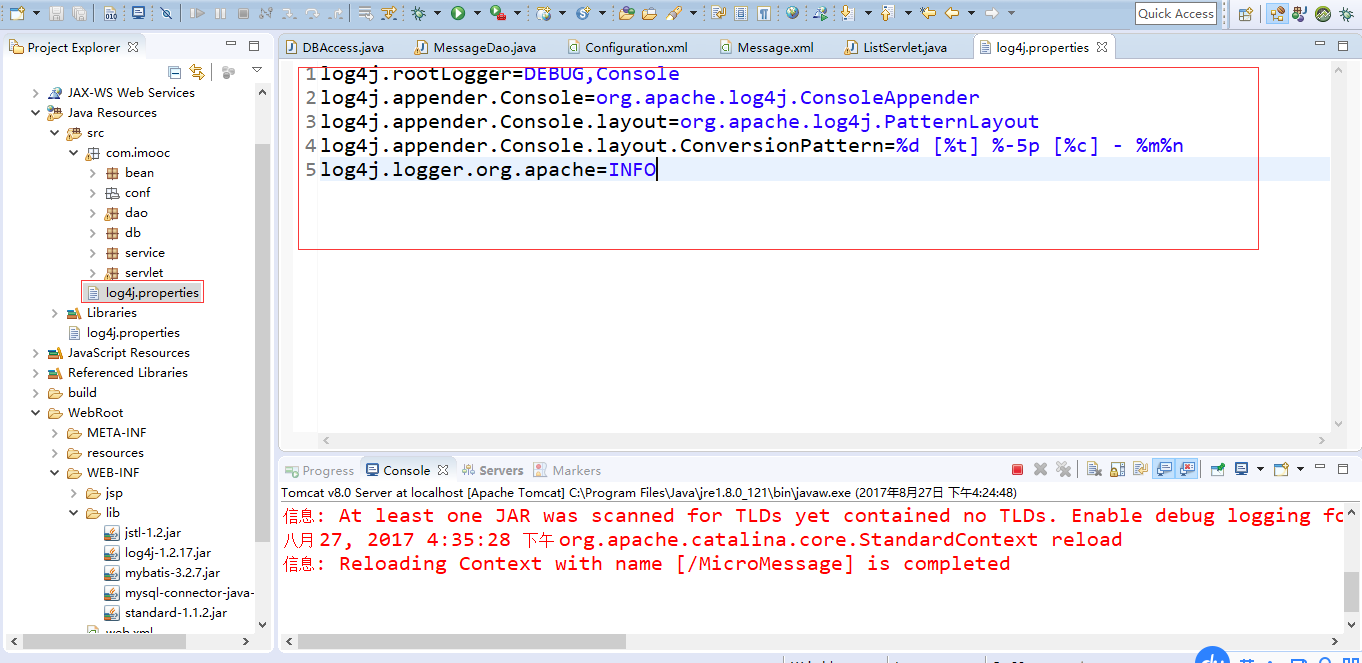 Quick Access
Project Explorer
JAX-WS Web Services
Java Resources
src
com.imooc
bean
conf
dao
db
service
servlet
log4j.properties
Libraries
log4j.properties
JavaScript Resources
Referenced Libraries
build
WebRoot
META-INF
resources
WEB-INF
jsp
lib
jstl-1.2.jar
log4j-1.2.17.jar
mybatis-3.2.7.jar
mysql-connector-java-
standard-1.1.2.jar
web.xml
DBAccess.java MessageDao.java Configuration.xml Message.xml ListServlet.java log4j.properties
1 log4j.rootLogger=DEBUG,Console
2 log4j.appender.Console=org.apache.log4j.ConsoleAppender
3 log4j.appender.Console.layout=org.apache.log4j.PatternLayout
4 log4j.appender.Console.layout.ConversionPattern=%d [%t] %-5p [%c] - %m%n
5 log4j.logger.org.apache=INFO
Progress Console Servers Markers
Tomcat v8.0 Server at localhost [Apache Tomcat] C:\Program Files\Java\jre1.8.0_121\bin\javaw.exe (2017年8月27日 下午4:24:48)
信息: At least one JAR was scanned for TLDs yet contained no TLDs. Enable debug logging fo
八月 27, 2017 4:35:28 下午 org.apache.catalina.core.StandardContext reload
信息: Reloading Context with name [/MicroMessage] is completed